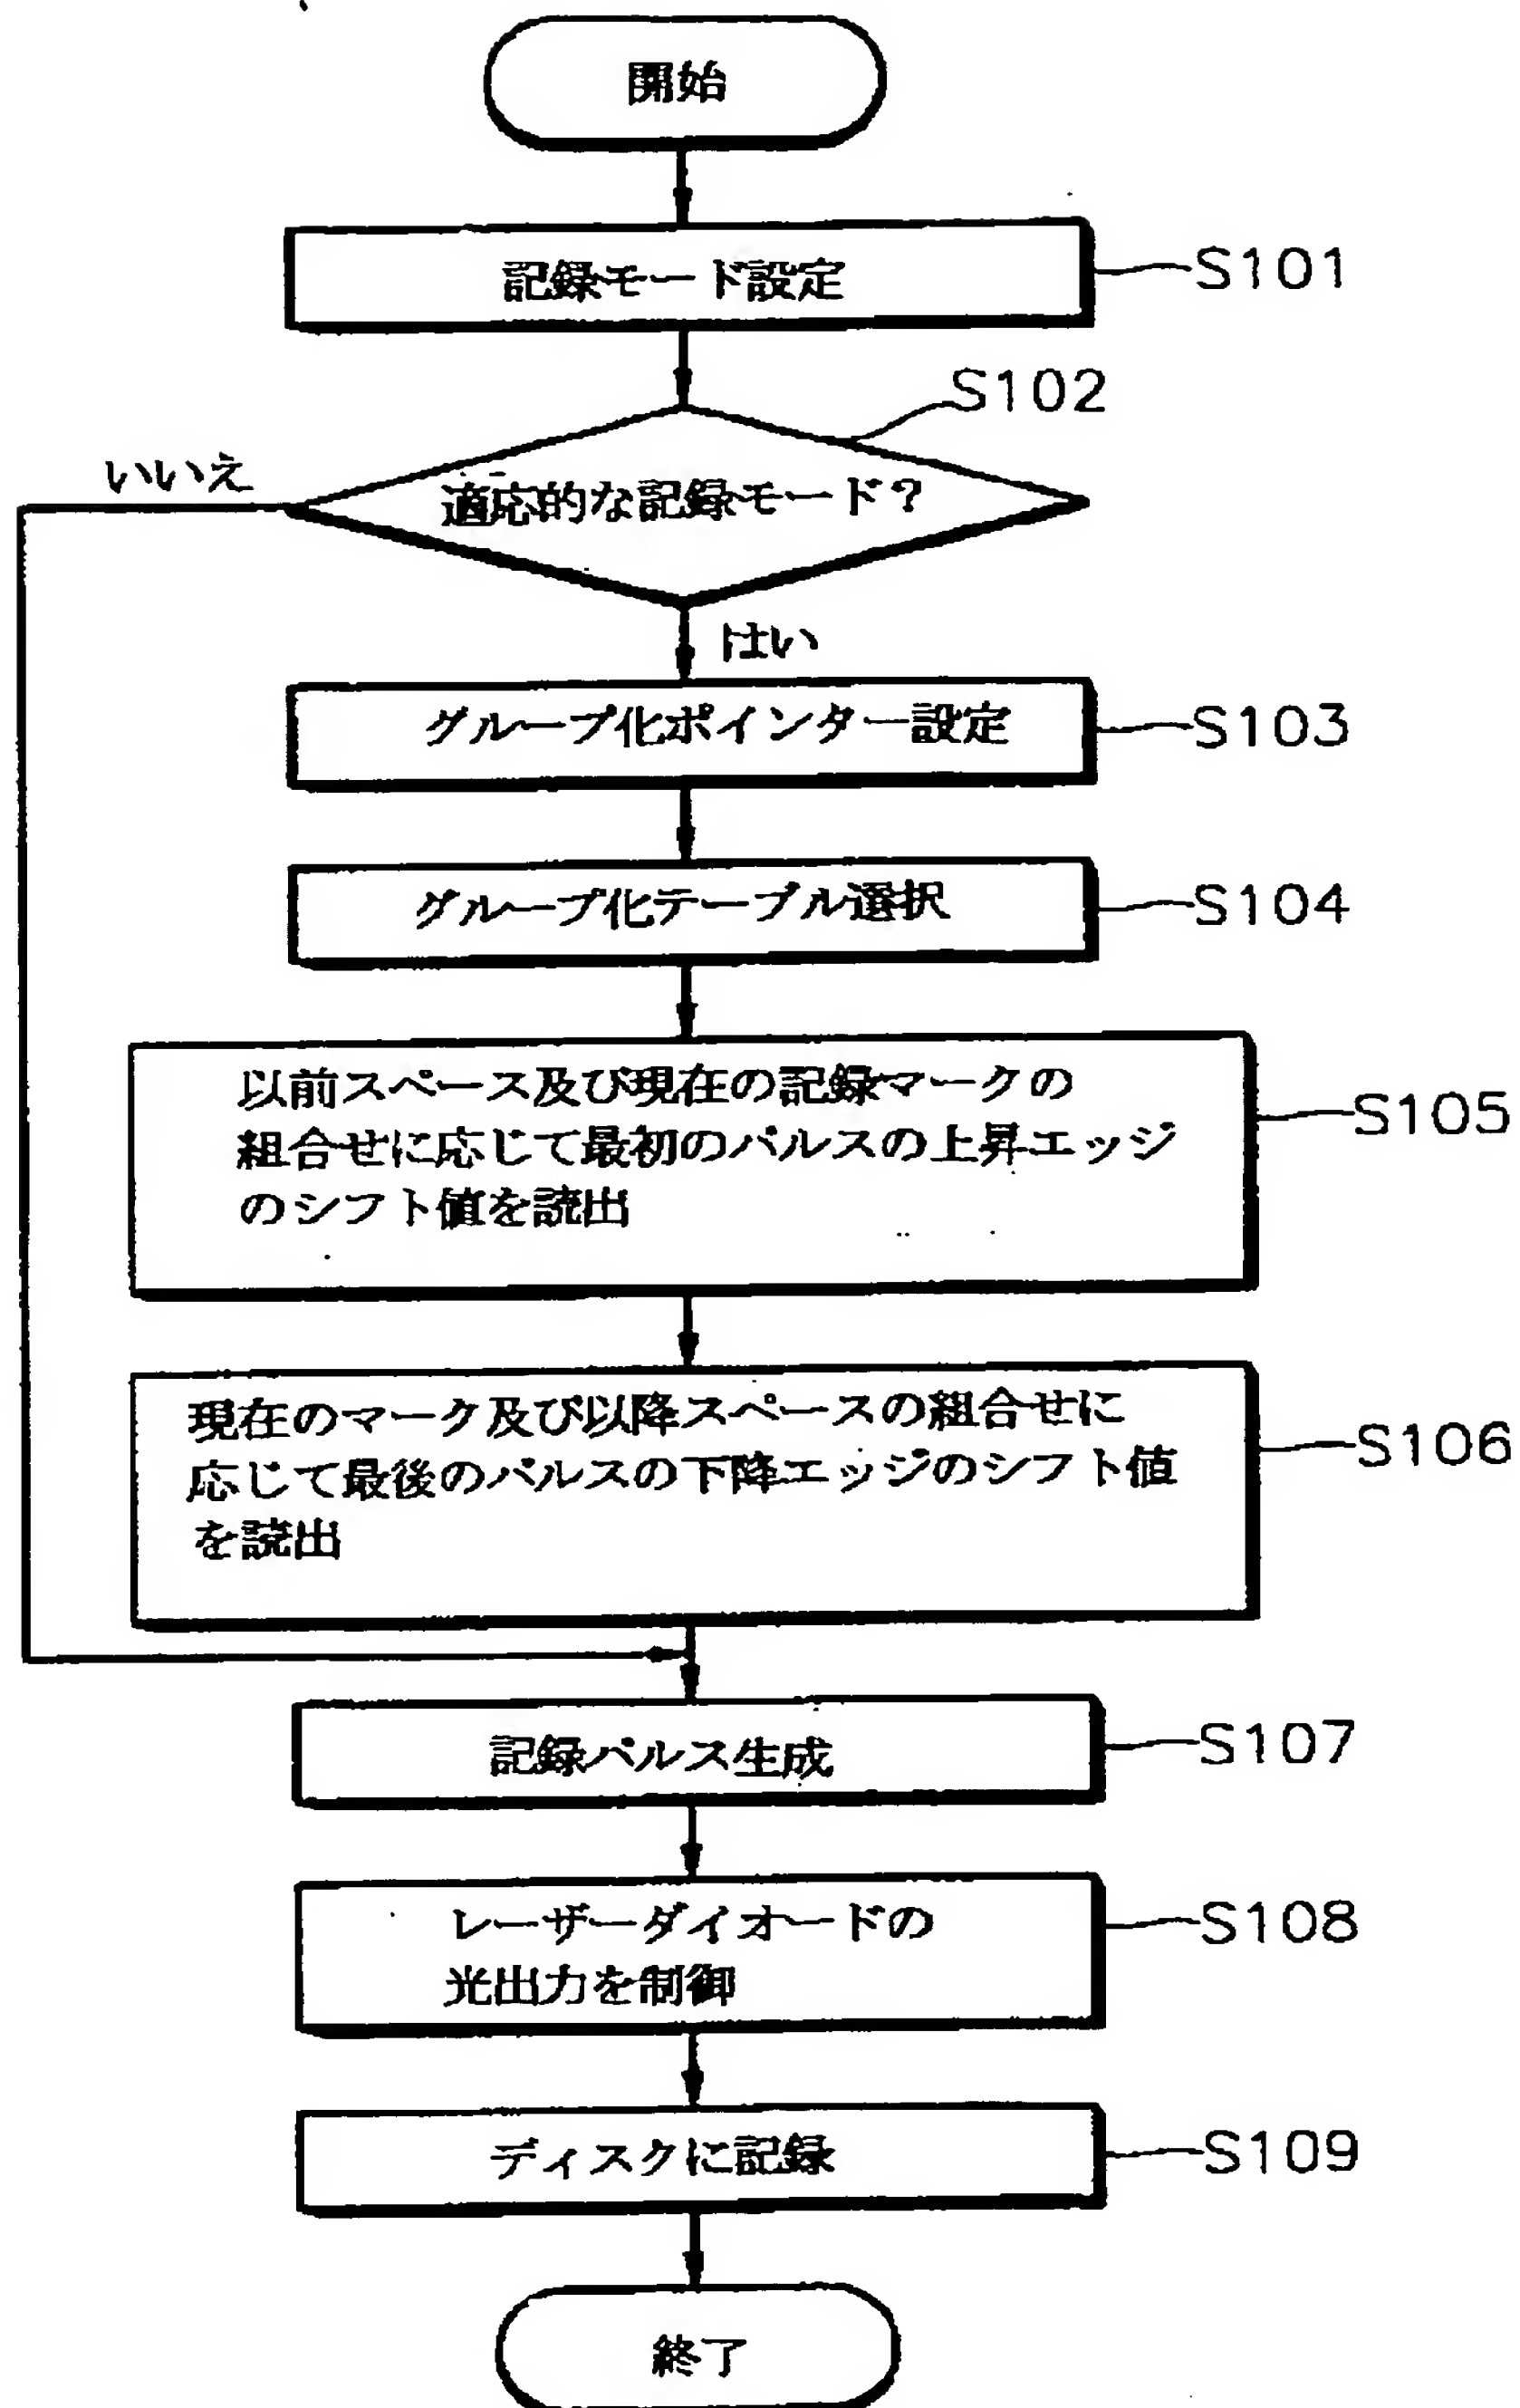 開始
記録モード設定
S101
S102
適応的な記録モード？
いいえ
はい
グループ化ポインター設定
S103
グループ化テーブル選択
S104
以前スペース及び現在の記録マークの
組合せに応じて最初のパルスの上昇エッジ
のシフト値を読出
S105
現在のマーク及び以降スペースの組合せに
応じて最後のパルスの下降エッジのシフト値
を読出
S106
記録パルス生成
S107
レーザーダイオードの
光出力を制御
S108
ディスクに記録
S109
終了